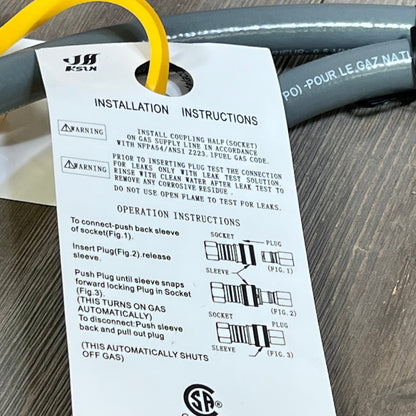 JH
KSUN
INSTALLATION INSTRUCTIONS
WARNING
INSTALL COUPLING HALF(SOCKET)
ON GAS SUPPLY LINE IN ACCORDANCE
WITH NFPA54/ANSI Z223.1FUEL GAS CODE.
WARNING
PRIOR TO INSERTING PLUG TEST THE CONNECTION
FOR LEAKS ONLY WITH LEAK TEST SOLUTION.
RINSE WITH CLEAN WATER AFTER LEAK TEST TO
REMOVE ANY CORROSIVE RESIDUE .
DO NOT USE OPEN FLAME TO TEST FOR LEAKS.
OPERATION INSTRUCTIONS
To connect-push back sleeve
of socket(Fig.1).
Insert Plug(Fig.2).release
sleeve.
Push Plug until sleeve snaps
forward locking Plug in Socket
(Fig.3).
(THIS TURNS ON GAS
AUTOMATICALLY)
To disconnect:Push sleeve
back and pull out plug
(THIS AUTOMATICALLY SHUTS
OFF GAS)
SOCKET PLUG
SLEEVE (FIG.1)
(FIG.2)
SOCKET PLUG
SLEEVE (FIG.3)
CSA
PO) -POUR LE GAZ NAT